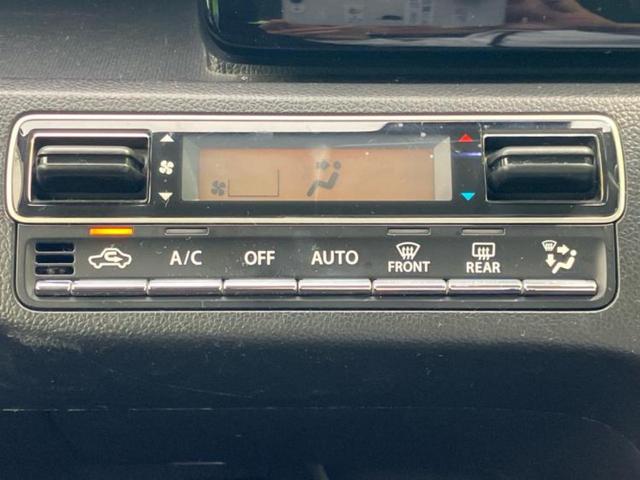 A/C OFF AUTO FRONT REAR